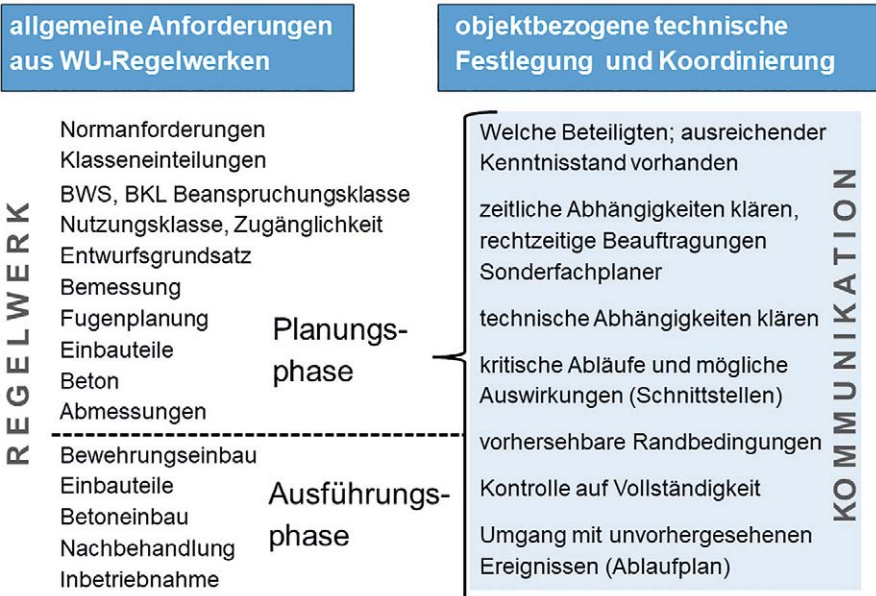 allgemeine Anforderungen
aus WU-Regelwerken
objektbezogene technische
Festlegung und Koordinierung
REGELWERK
Normanforderungen
Klasseneinteilungen
BWS, BKL Beanspruchungsklasse
Nutzungsklasse, Zugänglichkeit
Entwurfsgrundsatz
Bemessung
Fugenplanung
Einbauteile
Beton
Abmessungen
Planungs-
phase
Bewehrungseinbau
Einbauteile
Betoneinbau
Nachbehandlung
Inbetriebnahme
Ausführungs-
phase
Welche Beteiligten; ausreichender
Kenntnisstand vorhanden
zeitliche Abhängigkeiten klären,
rechtzeitige Beauftragungen
Sonderfachplaner
technische Abhängigkeiten klären
kritische Abläufe und mögliche
Auswirkungen (Schnittstellen)
vorhersehbare Randbedingungen
Kontrolle auf Vollständigkeit
Umgang mit unvorhergesehenen
Ereignissen (Ablaufplan)
KOMMUNIKATION